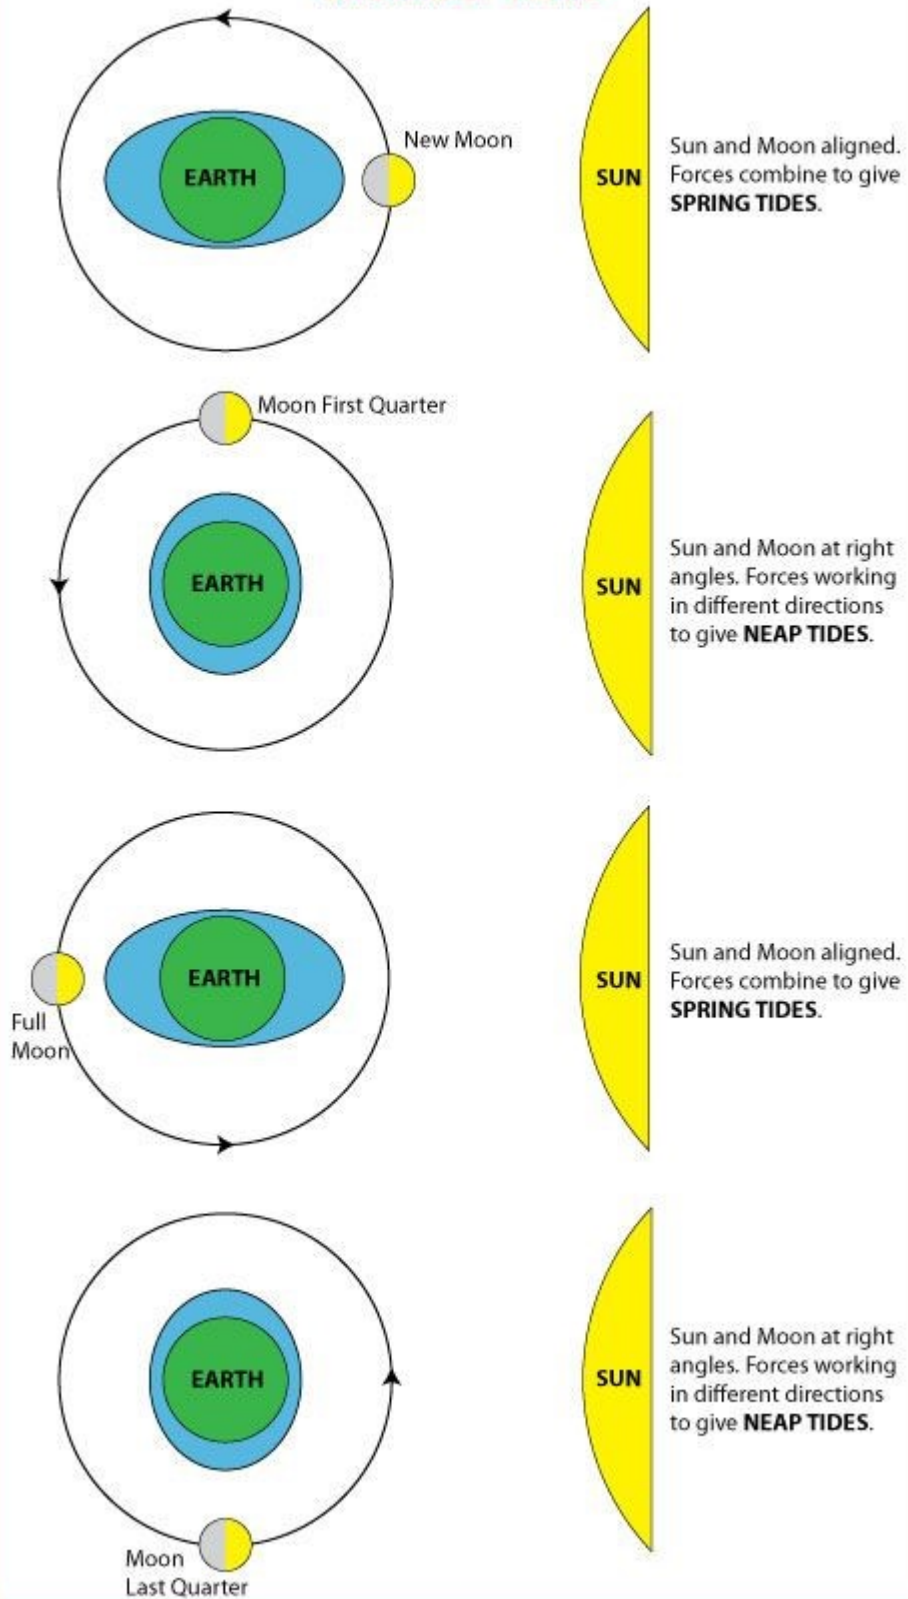 New Moon
EARTH
SUN
Sun and Moon aligned.
Forces combine to give
SPRING TIDES.
Moon First Quarter
EARTH
SUN
Sun and Moon at right
angles. Forces working
in different directions
to give NEAP TIDES.
EARTH
SUN
Full
Moon
Sun and Moon aligned.
Forces combine to give
SPRING TIDES.
EARTH
SUN
Sun and Moon at right
angles. Forces working
in different directions
to give NEAP TIDES.
Moon
Last Quarter